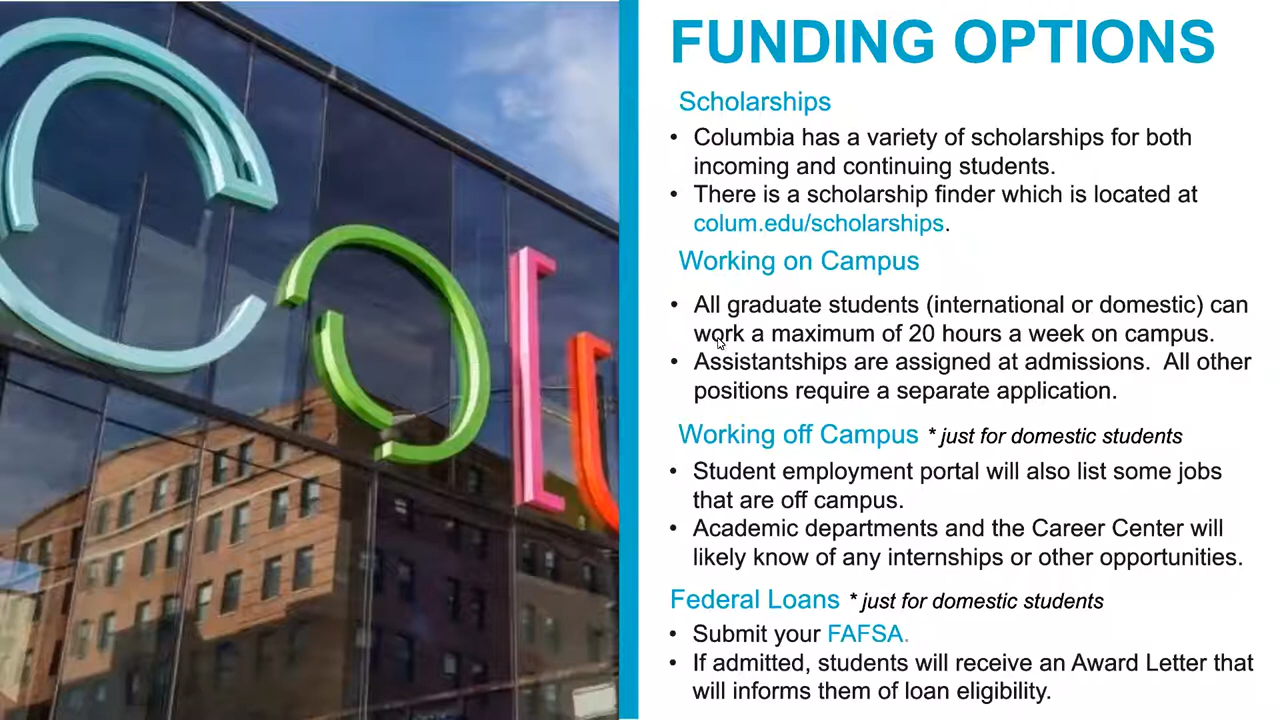 Colu
FUNDING OPTIONS
Scholarships
• Columbia has a variety of scholarships for both
incoming and continuing students.
• There is a scholarship finder which is located at
colum.edu/scholarships.
Working on Campus
• All graduate students (international or domestic) can
work a maximum of 20 hours a week on campus.
• Assistantships are assigned at admissions.  All other
positions require a separate application.
Working off Campus * just for domestic students
• Student employment portal will also list some jobs
that are off campus.
• Academic departments and the Career Center will
likely know of any internships or other opportunities.
Federal Loans * just for domestic students
• Submit your FAFSA.
• If admitted, students will receive an Award Letter that
will informs them of loan eligibility.